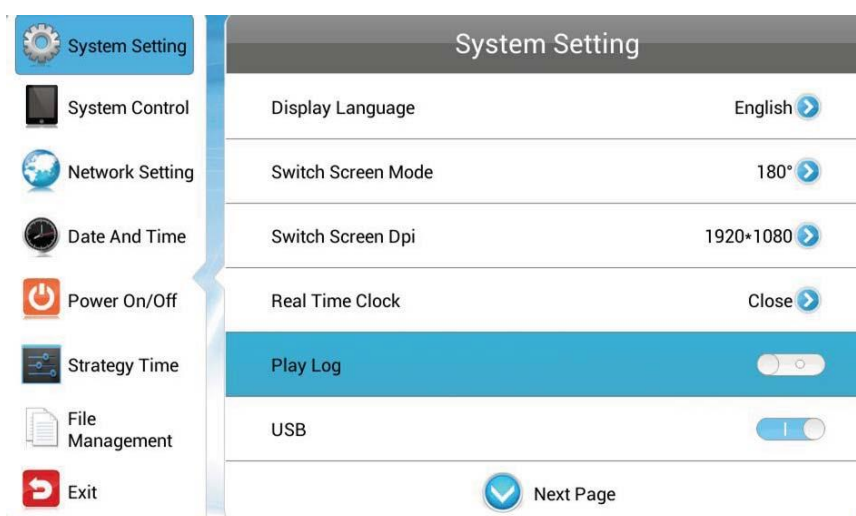 System Setting
System Control
Network Setting
Date And Time
Power On/Off
Strategy Time
File
Management
Exit
System Setting
Display Language English
Switch Screen Mode 180°
Switch Screen Dpi 1920*1080
Real Time Clock Close
Play Log
USB
Next Page